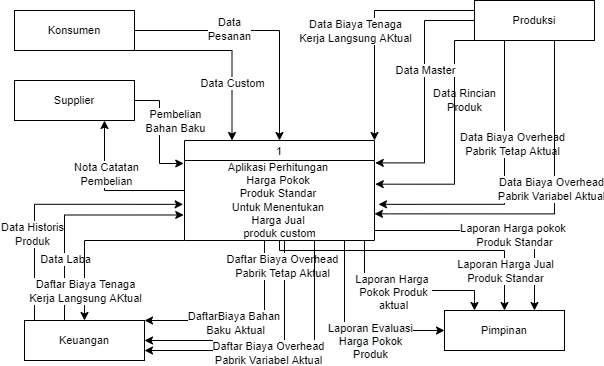 Konsumen
Data
Pesanan
Data Custom
Data Biaya Tenaga
Kerja Langsung AKtual
Produksi
Data Master
Data Rincian
Produk
Supplier
Pembelian
Bahan Baku
Data Biaya Overhead
Pabrik Tetap Aktual
Nota Catatan
Pembelian
1
Aplikasi Perhitungan
Harga Pokok
Produk Standar
Untuk Menentukan
Harga Jual
produk custom
Data Biaya Overhead
Pabrik Variabel Aktual
Data Historis
Produk
Data Laba
Laporan Harga pokok
Produk Standar
Daftar Biaya Overhead
Pabrik Tetap Aktual
Laporan Harga Jual
Produk Standar
Daftar Biaya Tenaga
Kerja Langsung AKtual
Laporan Harga
Pokok Produk
aktual
DaftarBiaya Bahan
Baku Aktual
Laporan Evaluasi
Harga Pokok
Produk
Pimpinan
Keuangan
Daftar Biaya Overhead
Pabrik Variabel Aktual